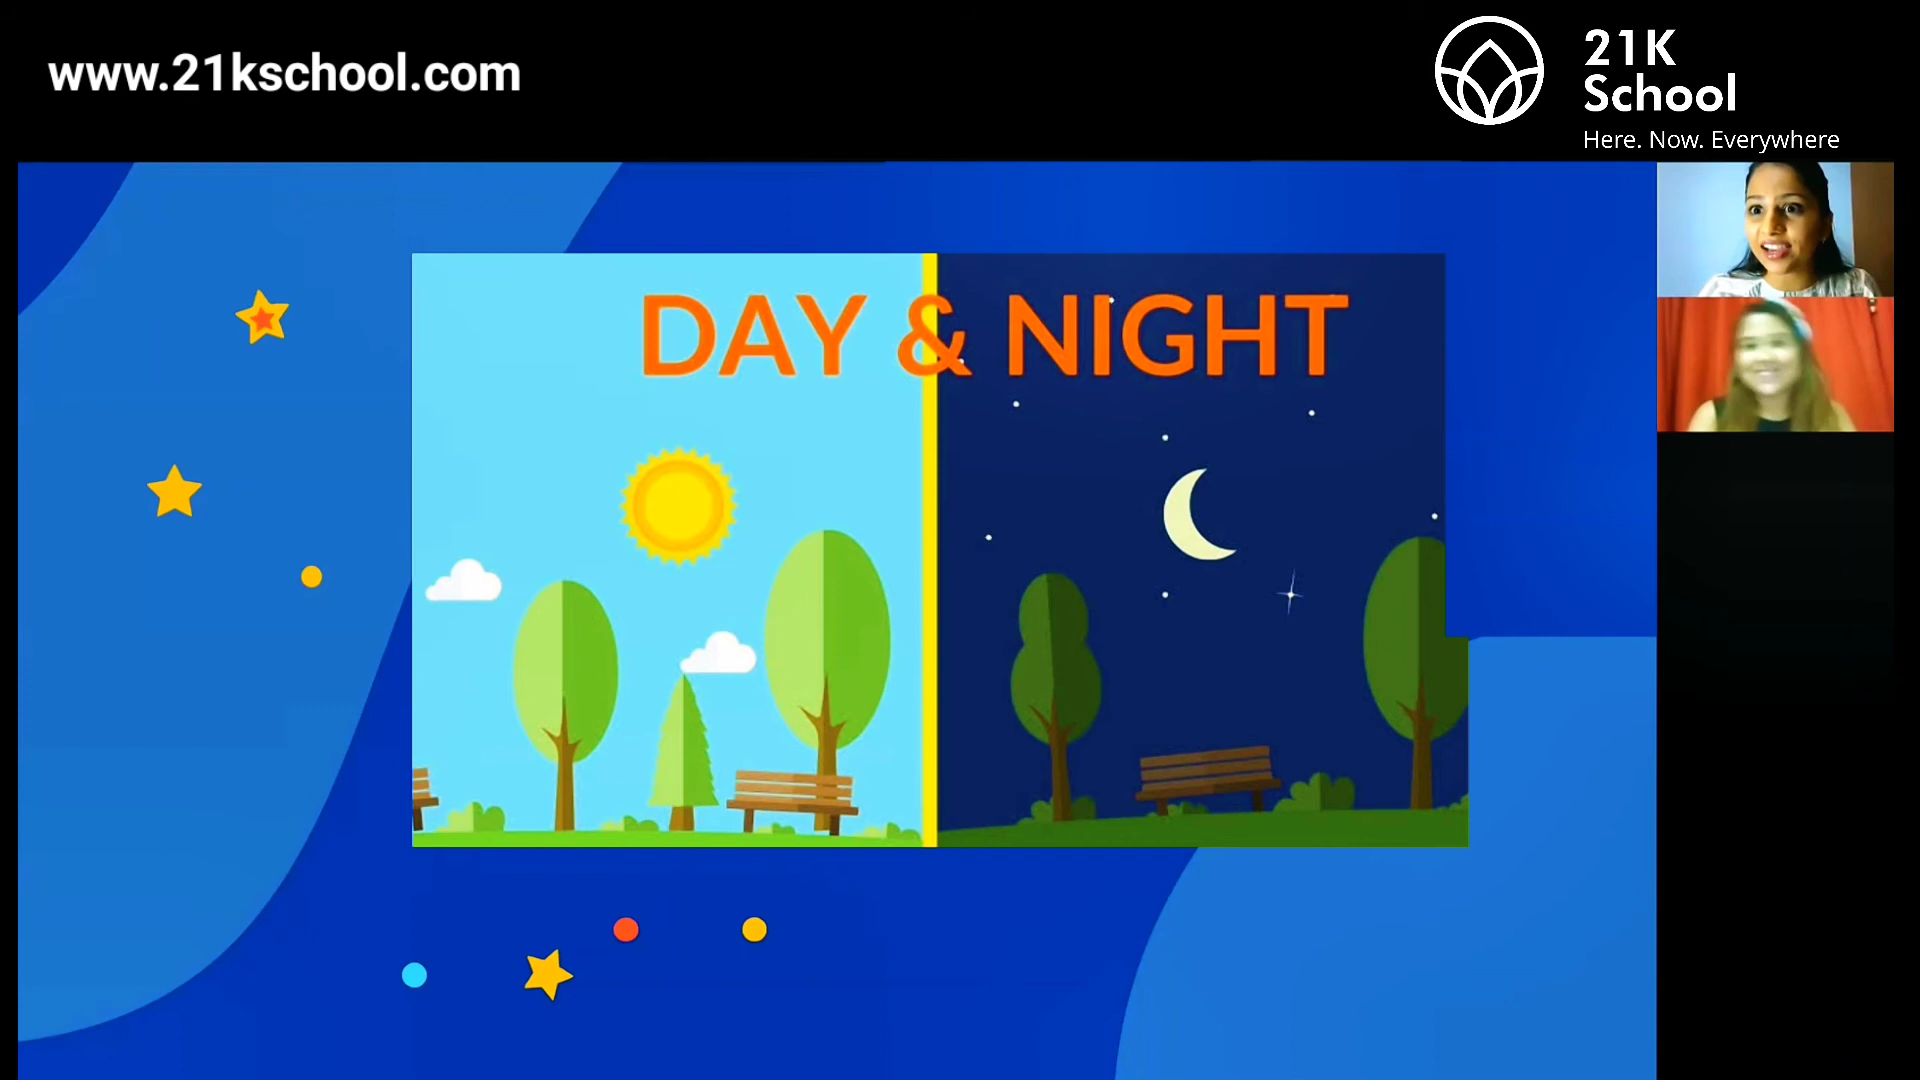 www.21kschool.com
21K
School
Here. Now. Everywhere
DAY & NIGHT